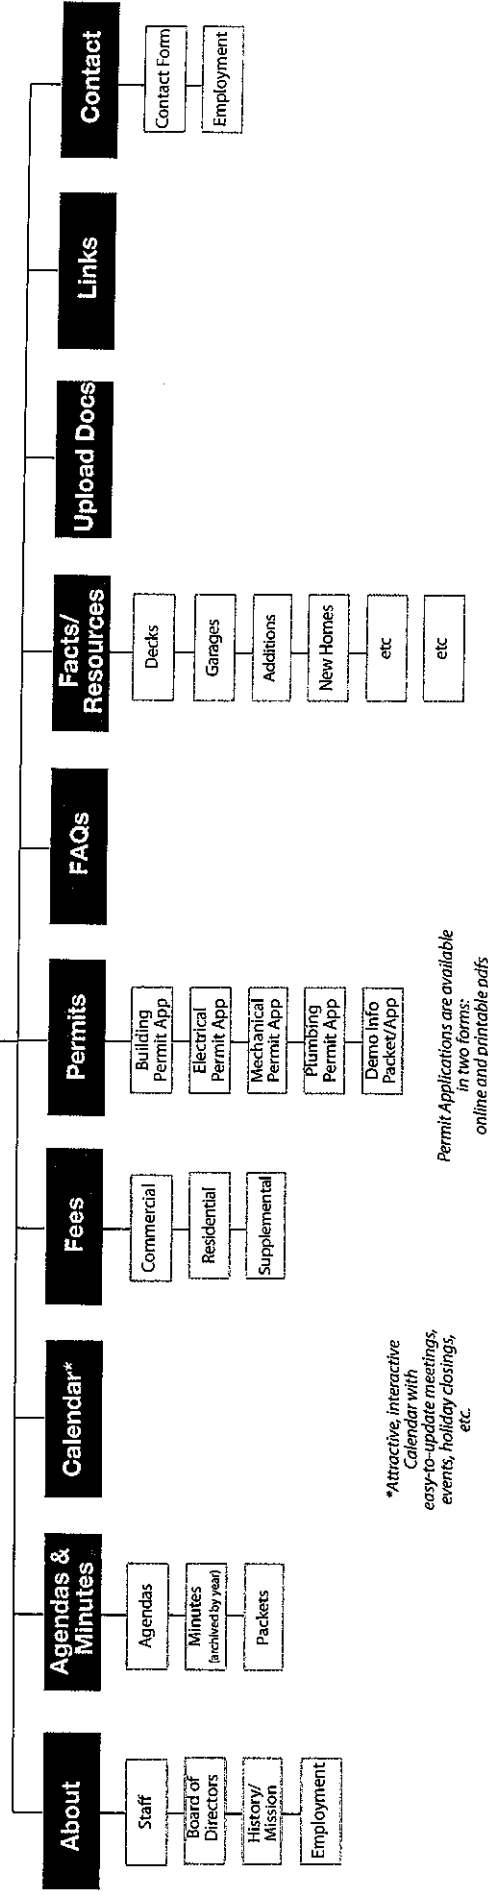 About
Staff
Board of
Directors
History/
Mission
Employment
Agendas &
Minutes
Agendas
Minutes
(archived by year)
Packets
Calendar*
*Attractive, interactive
Calendar with
easy-to-update meetings,
events, holiday closings,
etc.
Fees
Commercial
Residential
Supplemental
Permits
Building
Permit App
Electrical
Permit App
Mechanical
Permit App
Plumbing
Permit App
Demo Info
Packet/App
Permit Applications are available
in two forms:
online and printable pdfs
FAQs
Facts/
Resources
Decks
Garages
Additions
New Homes
etc
etc
Upload Docs
Links
Contact
Contact Form
Employment